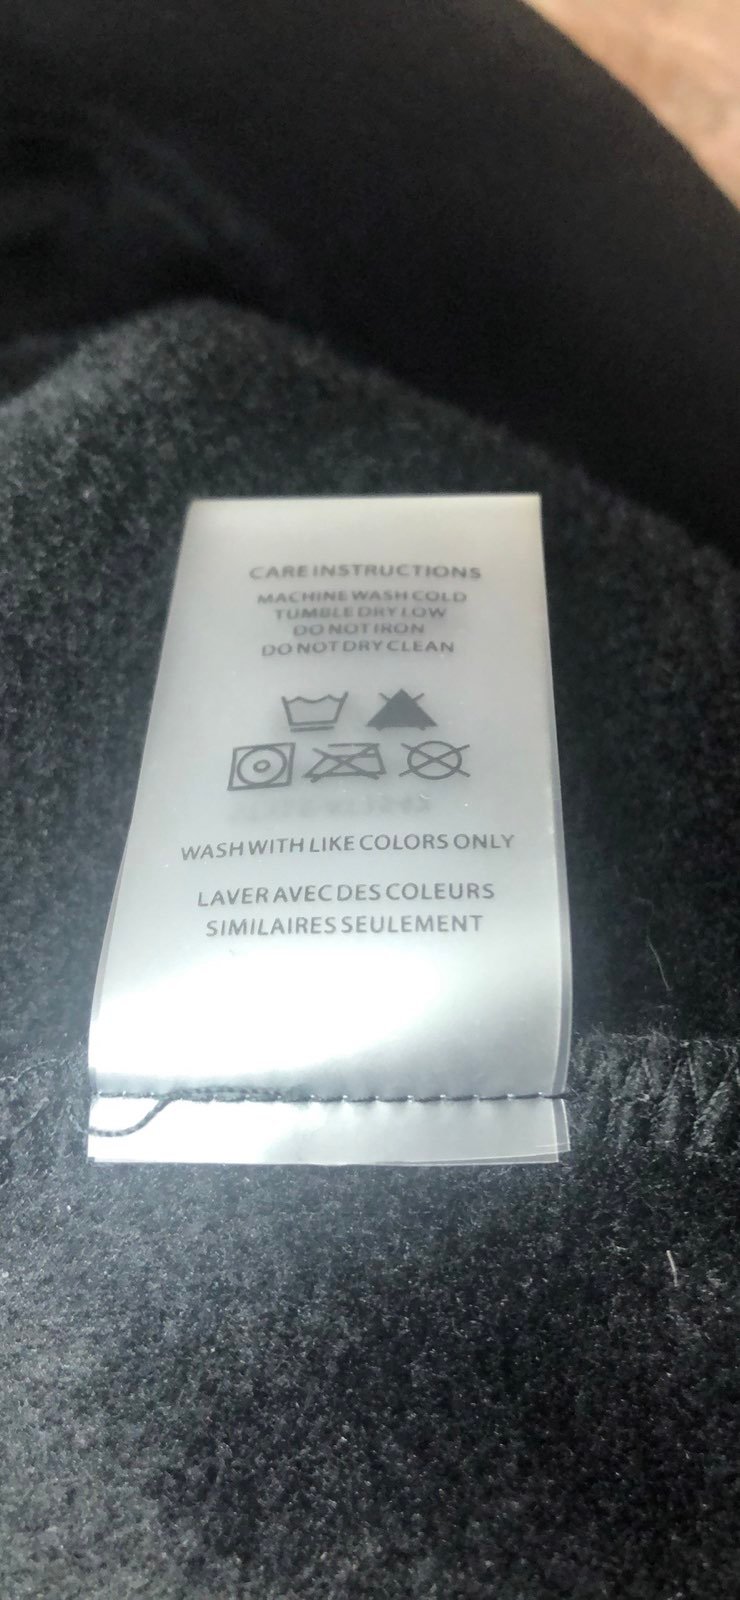 CARE INSTRUCTIONS
MACHINE WASH COLD
TUMBLE DRY LOW
DO NOT IRON
DO NOT DRY CLEAN
WASH WITH LIKE COLORS ONLY
LAVER AVEC DES COLEURS
SIMILAIRES SEULEMENT